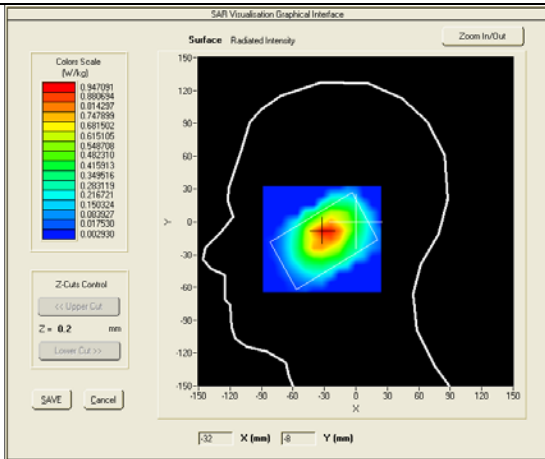 SAR Visualisation Graphical Interface
Surface Radiated Intensity
Zoom In/Out
Colors Scale
(W/kg)
0.947091
0.880694
0.814297
0.747899
0.681502
0.615105
0.548708
0.482310
0.415913
0.349516
0.283119
0.216721
0.150324
0.083927
0.017530
0.002930
Z-Cuts Control
<< Upper Cut
Z = 0.2 mm
Lower Cut >>
SAVE Cancel
150
120
90
60
30
0
-30
-60
-90
-120
-150
Y
-150 -120 -90 -60 -30 0 30 60 90 120 150
X
-32 X (mm) -8 Y (mm)